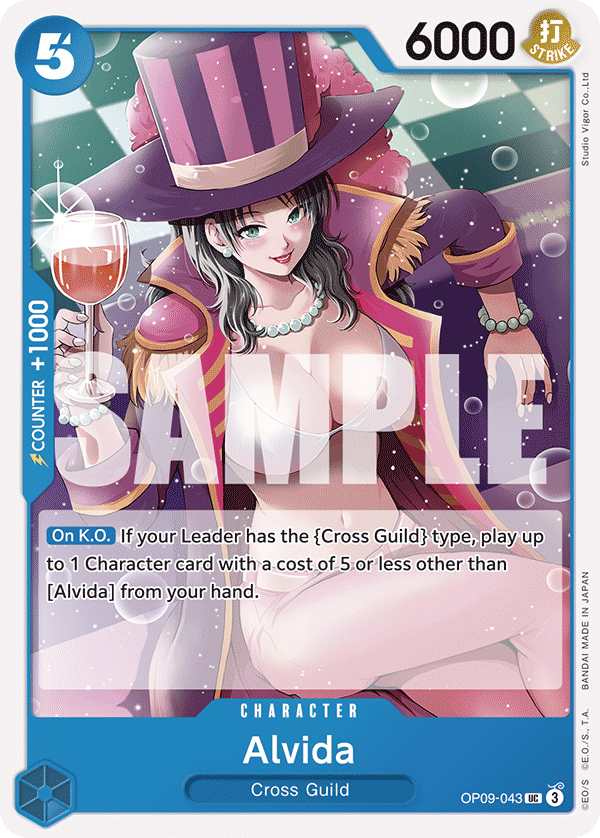 5
6000
打
STRIKE
Studio Vigor Co.,Ltd
COUNTER +1000
SAMPLE
On K.O. If your Leader has the {Cross Guild} type, play up
to 1 Character card with a cost of 5 or less other than
[Alvida] from your hand.
©EO/S ©E.O./S., T.A. BANDAI MADE IN JAPAN
CHARACTER
Alvida
Cross Guild
OP09-043 UC 3